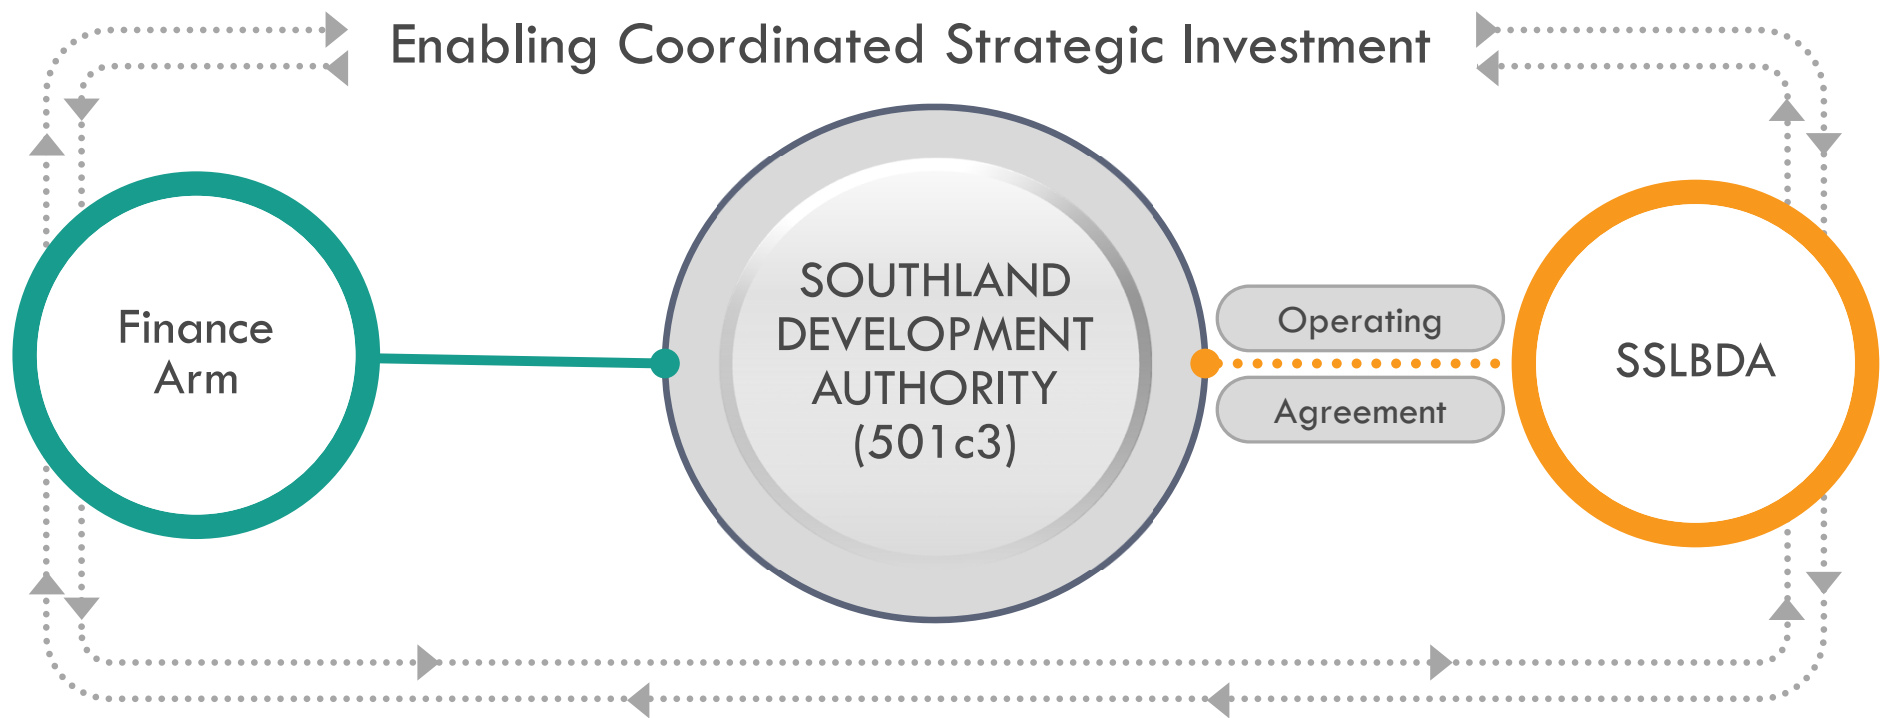 Enabling Coordinated Strategic Investment
Finance
Arm
SOUTHLAND
DEVELOPMENT
AUTHORITY
(501c3)
Operating
Agreement
SSLBDA